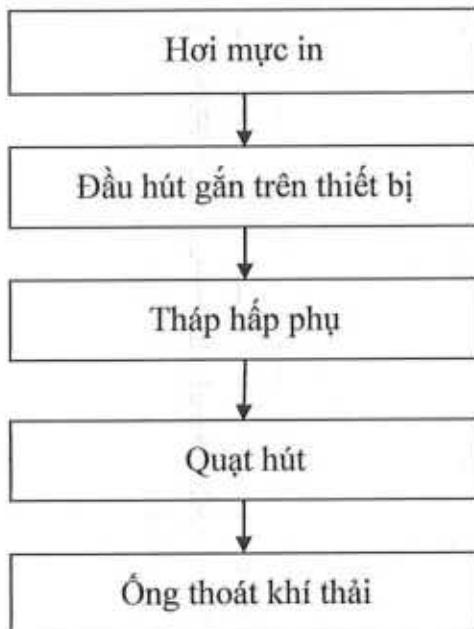 Hơi mực in
Đầu hút gắn trên thiết bị
Tháp hấp phụ
Quạt hút
Ống thoát khí thải